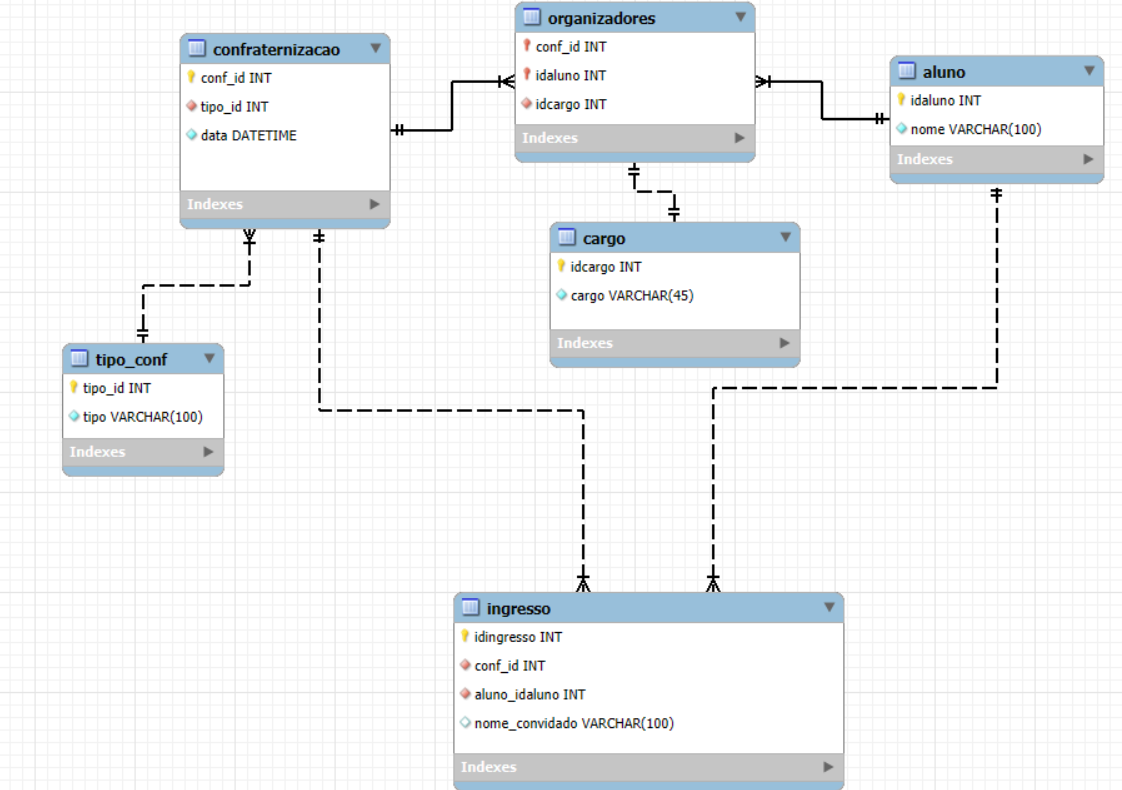 confraternizacao
conf_id INT
tipo_id INT
data DATETIME
Indexes
organizadores
conf_id INT
idaluno INT
idcargo INT
Indexes
aluno
idaluno INT
nome VARCHAR(100)
Indexes
cargo
idcargo INT
cargo VARCHAR(45)
Indexes
tipo_conf
tipo_id INT
tipo VARCHAR(100)
Indexes
ingresso
idingresso INT
conf_id INT
aluno_idaluno INT
nome_convidado VARCHAR(100)
Indexes